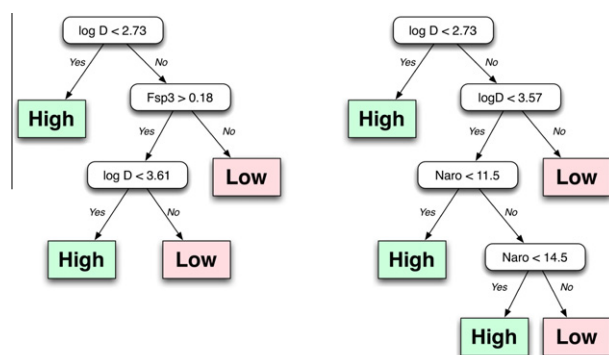 log D < 2.73
Yes
No
High
Fsp3 > 0.18
Yes
No
log D < 3.61
Low
Yes
No
High
Low
log D < 2.73
Yes
No
High
logD < 3.57
Yes
No
Naro < 11.5
Low
Yes
No
High
Naro < 14.5
Yes
No
High
Low